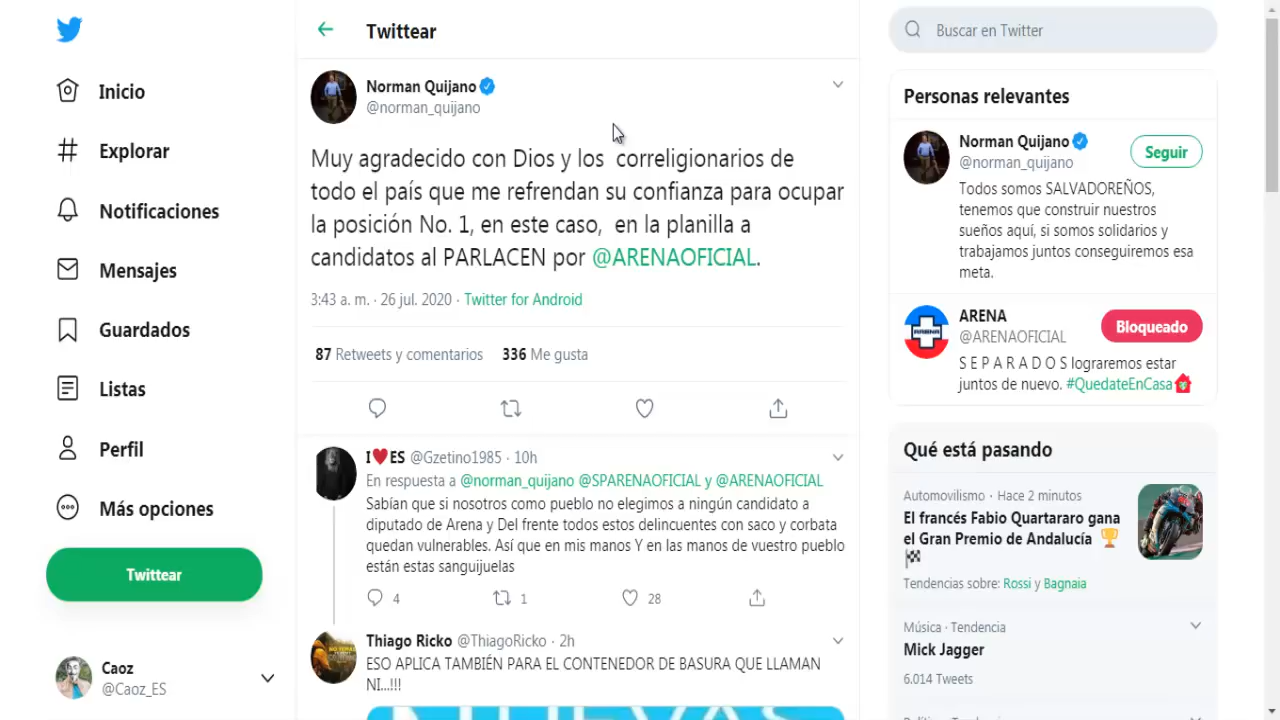 Inicio
Explorar
Notificaciones
Mensajes
Guardados
Listas
Perfil
Más opciones
Twittear
Caoz
@Caoz_ES
Twittear
Norman Quijano
@norman_quijano
Muy agradecido con Dios y los correligionarios de
todo el país que me refrendan su confianza para ocupar
la posición No. 1, en este caso, en la planilla a
candidatos al PARLACEN por @ARENAOFICIAL.
3:43 a. m. · 26 jul. 2020 · Twitter for Android
87 Retweets y comentarios 336 Me gusta
I❤️ES @Gzetino1985 · 10h
En respuesta a @norman_quijano @SPARENAOFICIAL y @ARENAOFICIAL
Sabían que si nosotros como pueblo no elegimos a ningún candidato a
diputado de Arena y Del frente todos estos delincuentes con saco y corbata
quedan vulnerables. Así que en mis manos Y en las manos de vuestro pueblo
están estas sanguijuelas
4 1 28
Thiago Ricko @ThiagoRicko · 2h
ESO APLICA TAMBIÉN PARA EL CONTENEDOR DE BASURA QUE LLAMAN
NI...!!!
NUEVAS
Buscar en Twitter
Personas relevantes
Norman Quijano
@norman_quijano
Seguir
Todos somos SALVADOREÑOS,
tenemos que construir nuestros
sueños aquí, si somos solidarios y
trabajamos juntos conseguiremos esa
meta.
ARENA
ARENA
@ARENAOFICIAL
Bloqueado
S E P A R A D O S lograremos estar
juntos de nuevo. #QuedateEnCasa
Qué está pasando
Automovilismo · Hace 2 minutos
El francés Fabio Quartararo gana
el Gran Premio de Andalucía 🏆
🏁
Tendencias sobre: Rossi y Bagnaia
Música · Tendencia
Mick Jagger
6.014 Tweets